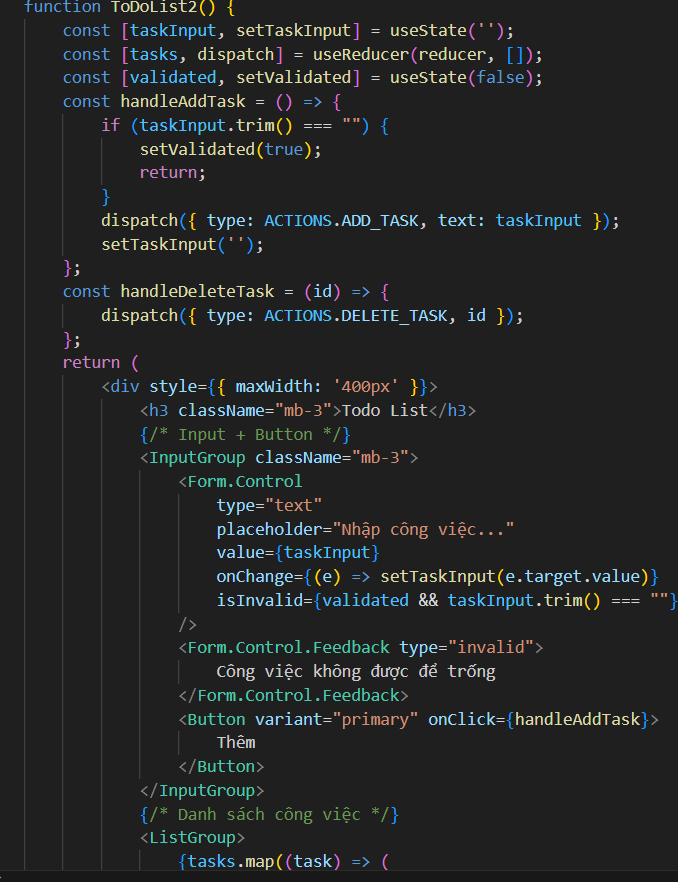 function ToDoList2() {
    const [taskInput, setTaskInput] = useState('');
    const [tasks, dispatch] = useReducer(reducer, []);
    const [validated, setValidated] = useState(false);
    const handleAddTask = () => {
        if (taskInput.trim() === "") {
            setValidated(true);
            return;
        }
        dispatch({ type: ACTIONS.ADD_TASK, text: taskInput });
        setTaskInput('');
    };
    const handleDeleteTask = (id) => {
        dispatch({ type: ACTIONS.DELETE_TASK, id });
    };
    return (
        <div style={{ maxWidth: '400px' }}>
            <h3 className="mb-3">Todo List</h3>
            {/* Input + Button */}
            <InputGroup className="mb-3">
                <Form.Control
                    type="text"
                    placeholder="Nhập công việc..."
                    value={taskInput}
                    onChange={(e) => setTaskInput(e.target.value)}
                    isInvalid={validated && taskInput.trim() === ""}
                />
                <Form.Control.Feedback type="invalid">
                    Công việc không được để trống
                </Form.Control.Feedback>
                <Button variant="primary" onClick={handleAddTask}>
                    Thêm
                </Button>
            </InputGroup>
            {/* Danh sách công việc */}
            <ListGroup>
                {tasks.map((task) => (